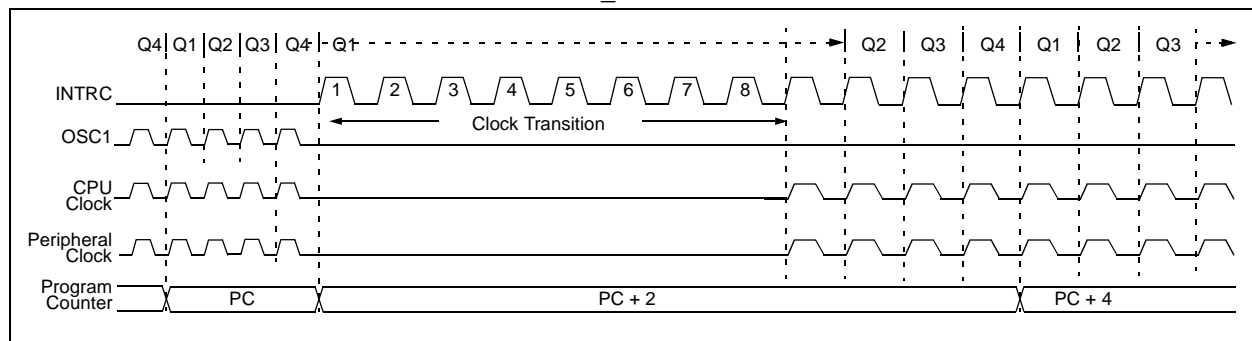 Q4 Q1 Q2 Q3 Q4 Q1 Q2 Q3 Q4 Q1 Q2 Q3
INTRC 1 2 3 4 5 6 7 8
Clock Transition
OSC1
CPU
Clock
Peripheral
Clock
Program
Counter PC PC + 2 PC + 4